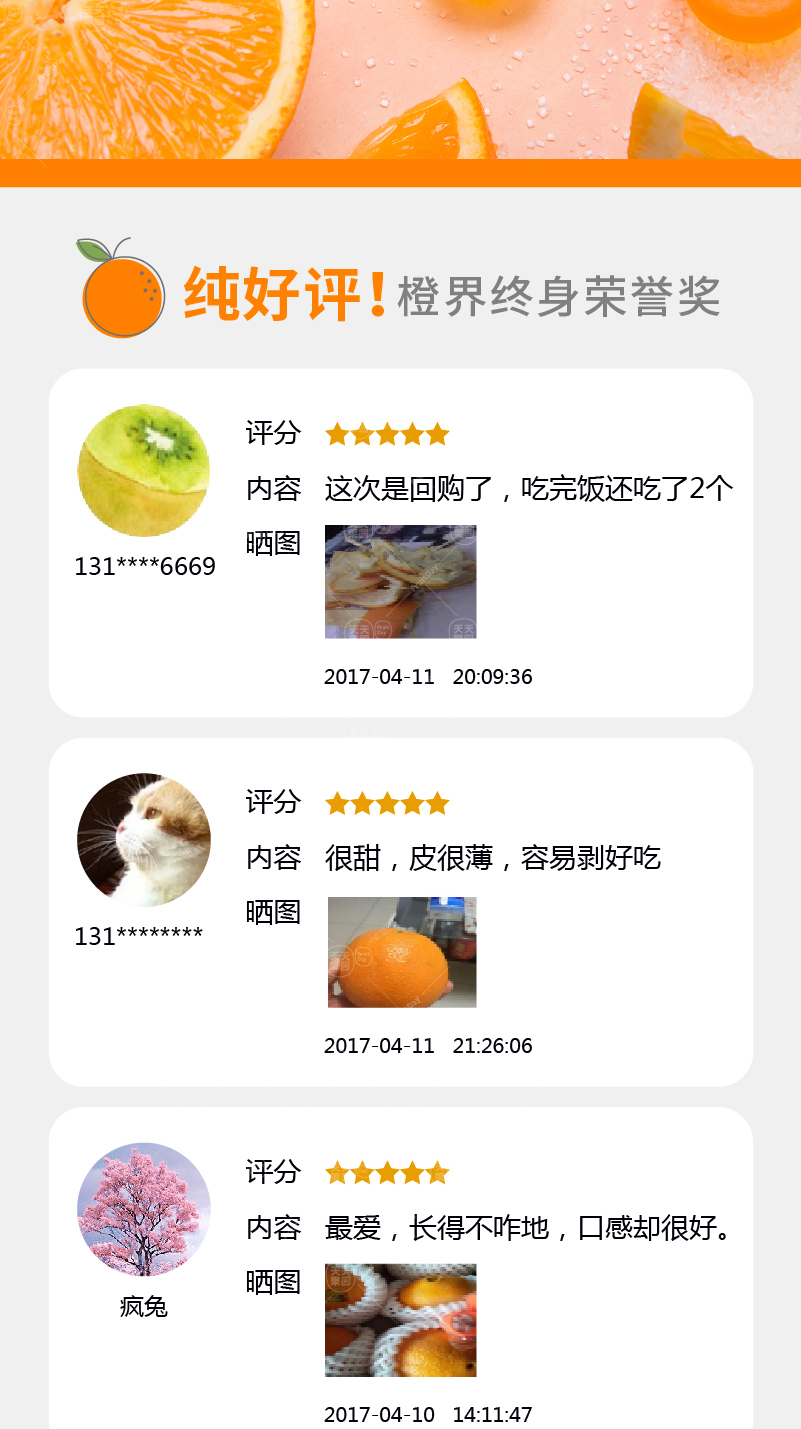 纯好评！橙界终身荣誉奖
评分
内容 这次是回购了，吃完饭还吃了2个
晒图
131****6669
2017-04-11 20:09:36
评分
内容 很甜，皮很薄，容易剥好吃
晒图
131********
2017-04-11 21:26:06
评分
内容 最爱，长得不咋地，口感却很好。
晒图
疯兔
2017-04-10 14:11:47